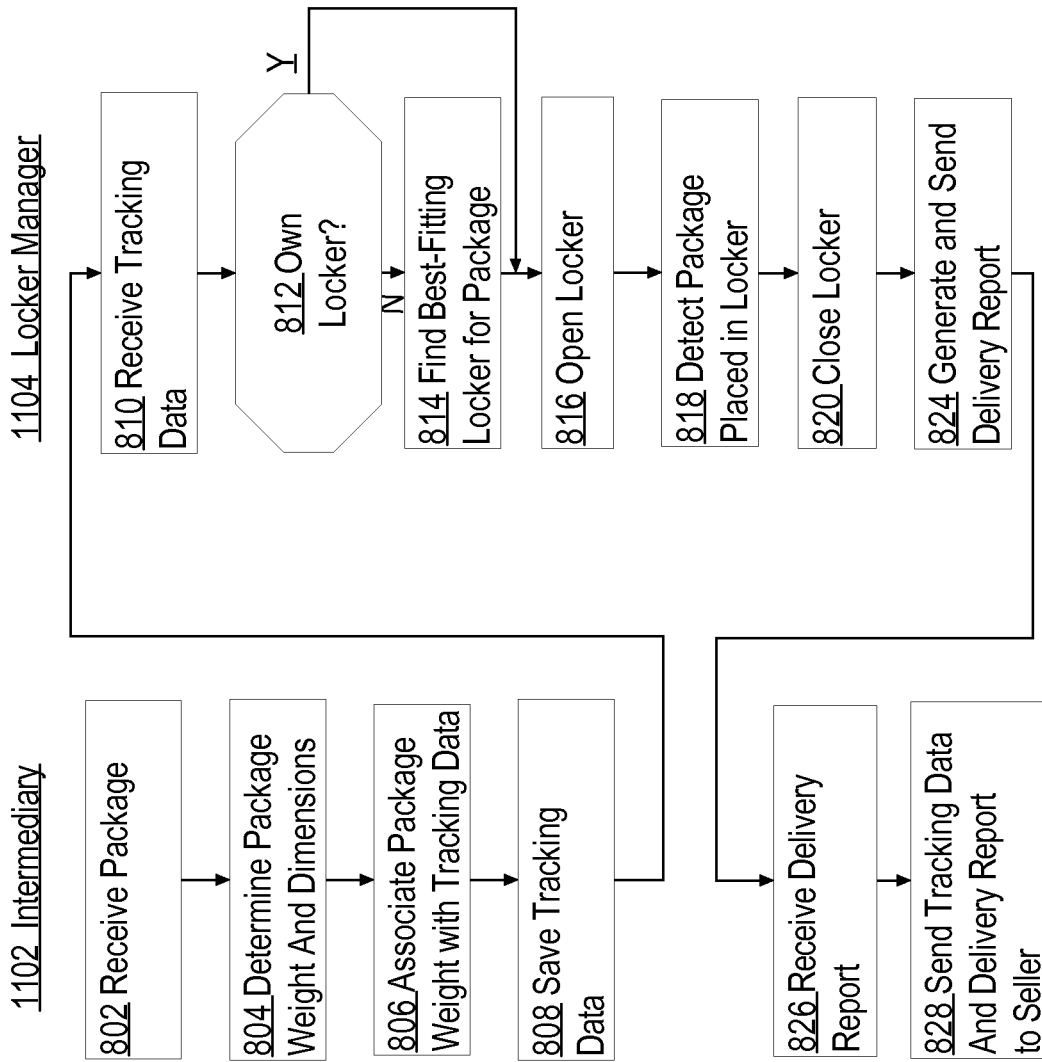 1102 Intermediary
802 Receive Package
804 Determine Package
Weight And Dimensions
806 Associate Package
Weight with Tracking Data
808 Save Tracking
Data
826 Receive Delivery
Report
828 Send Tracking Data
And Delivery Report
to Seller
1104 Locker Manager
810 Receive Tracking
Data
812 Own
Locker?
Y
N
814 Find Best-Fitting
Locker for Package
816 Open Locker
818 Detect Package
Placed in Locker
820 Close Locker
824 Generate and Send
Delivery Report